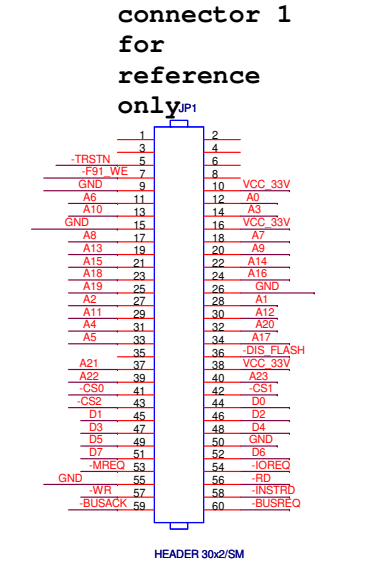 connector 1
for
reference
only
JP1
1 2
3 4
-TRSTN 5 6
-F91_WE 7 8
GND 9 10 VCC_33V
A6 11 12 A0
A10 13 14 A3
GND 15 16 VCC_33V
A8 17 18 A7
A13 19 20 A9
A15 21 22 A14
A18 23 24 A16
A19 25 26 GND
A2 27 28 A1
A11 29 30 A12
A4 31 32 A20
A5 33 34 A17
35 36 -DIS_FLASH
A21 37 38 VCC_33V
A22 39 40 A23
-CS0 41 42 -CS1
-CS2 43 44 D0
D1 45 46 D2
D3 47 48 D4
D5 49 50 GND
D7 51 52 D6
-MREQ 53 54 -IOREQ
GND 55 56 -RD
-WR 57 58 -INSTRD
-BUSACK 59 60 -BUSREQ
HEADER 30x2/SM